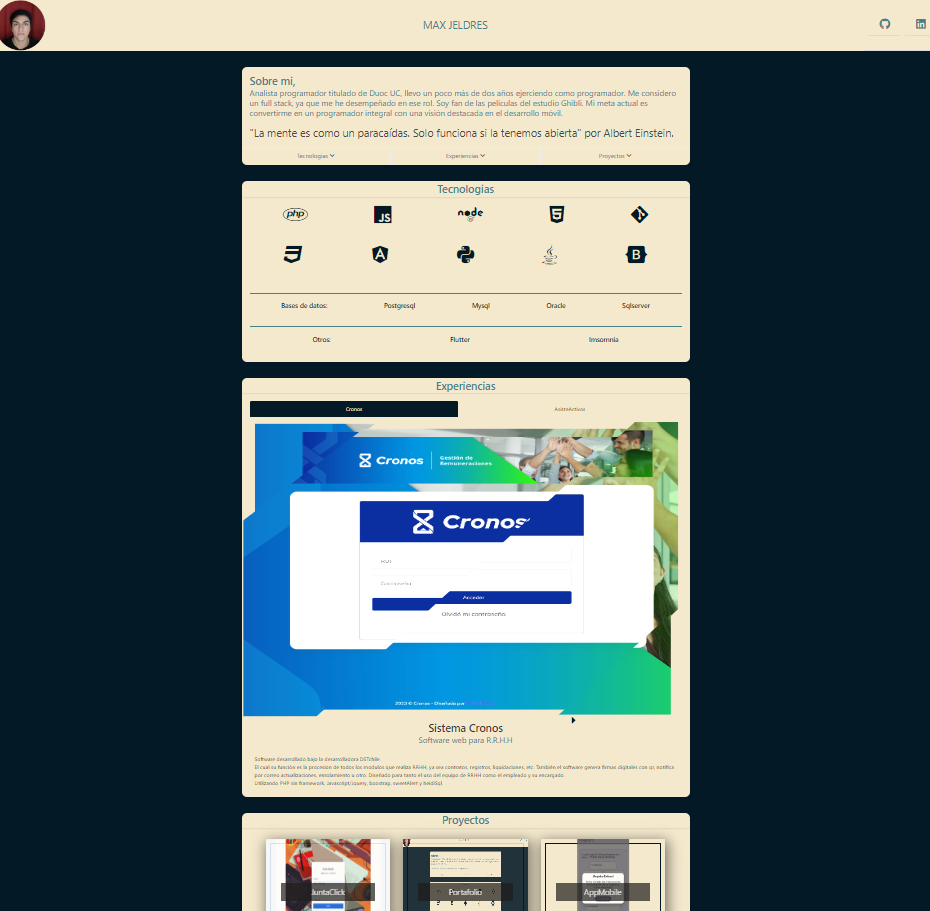 MAX JELDRES
Sobre mí,
Analista programador titulado de Duoc UC, llevo un poco más de dos años ejerciendo como programador. Me considero
un full stack, ya que me he desempeñado en ese rol. Soy fan de las peliculas del estudio Ghibli. Mi meta actual es
convertirme en un programador integral con una visión destacada en el desarrollo móvil.
"La mente es como un paracaídas. Solo funciona si la tenemos abierta" por Albert Einstein.
Tecnologías Experiencias Proyectos
Tecnologías
php JS node
B
Bases de datos: Postgresql Mysql Oracle Sqlserver
Otros: Flutter Imsomnia
Experiencias
Cronos AsistreActivos
Cronos Gestión de
Remuneraciones
Cronos
RUT
Contraseña
Acceder
Olvidé mi contraseña
2023 © Cronos - Diseñado por
Sistema Cronos
Software web para R.R.H.H
Software desarrollado bajo la desarrolladora DSTchile.
El cual su función es la procesion de todos los modulos que realiza RRHH, ya sea contratos, registros, liquidaciones, etc. También el software genera firmas digitales con qr, notifica
por correo actualizaciones, enrolamiento u otro. Diseñado para tanto el uso del equipo de RRHH como el empleado y su encargado.
Utilizando PHP sin framework, Javascript/Jquery, boostrap, sweetAlert y heidiSql.
Proyectos
JuntaClick Portafolio AppMobile